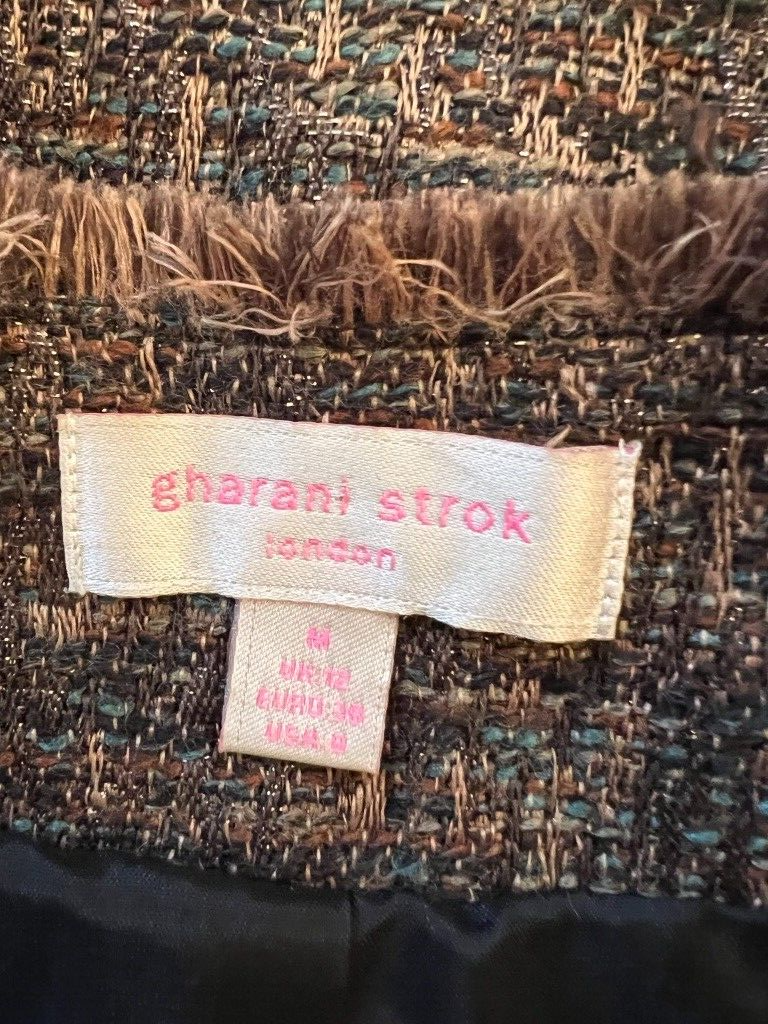 gharani strok
london
M
UK:12
EURO:38
USA:8